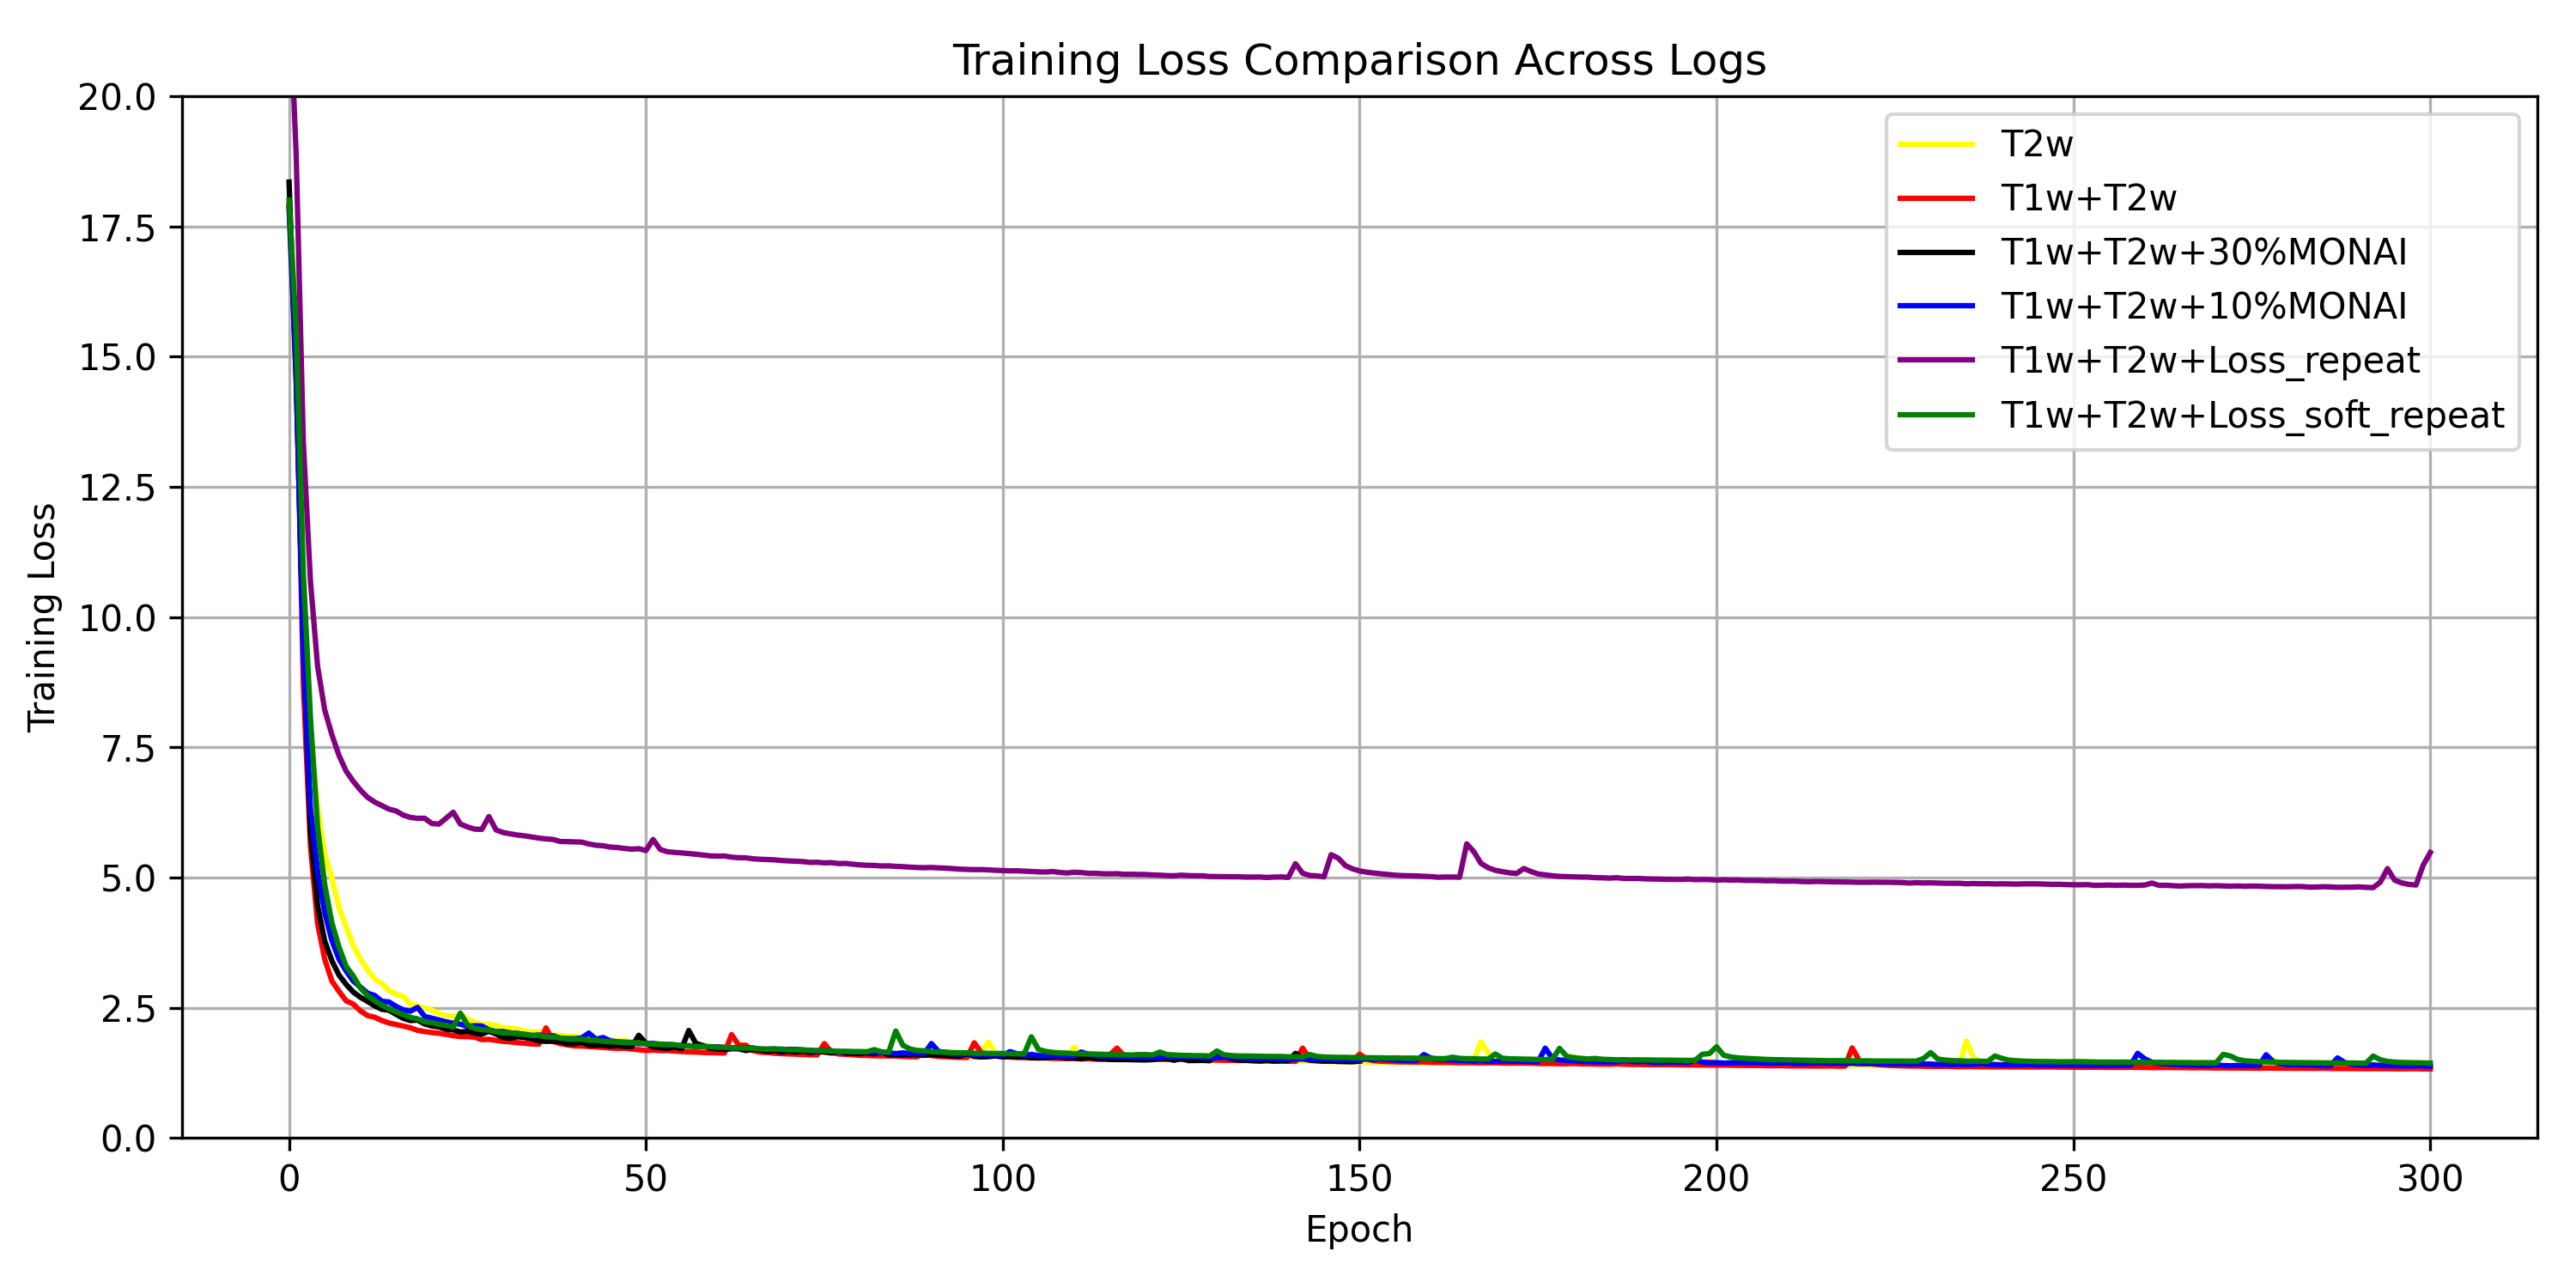 Training Loss Comparison Across Logs
20.0
17.5
15.0
12.5
10.0
7.5
5.0
2.5
0.0
Training Loss
T2w
T1w+T2w
T1w+T2w+30%MONAI
T1w+T2w+10%MONAI
T1w+T2w+Loss_repeat
T1w+T2w+Loss_soft_repeat
0 50 100 150 200 250 300
Epoch